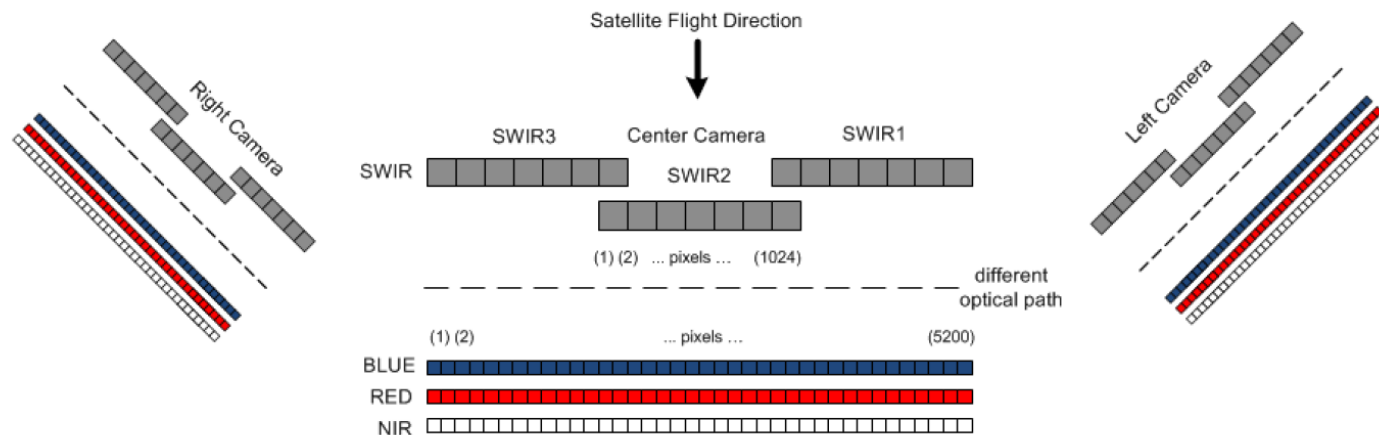 Satellite Flight Direction
Right Camera
Left Camera
SWIR3
Center Camera
SWIR1
SWIR
SWIR2
(1) (2) ... pixels ... (1024)
different
optical path
(1) (2) ... pixels ... (5200)
BLUE
RED
NIR